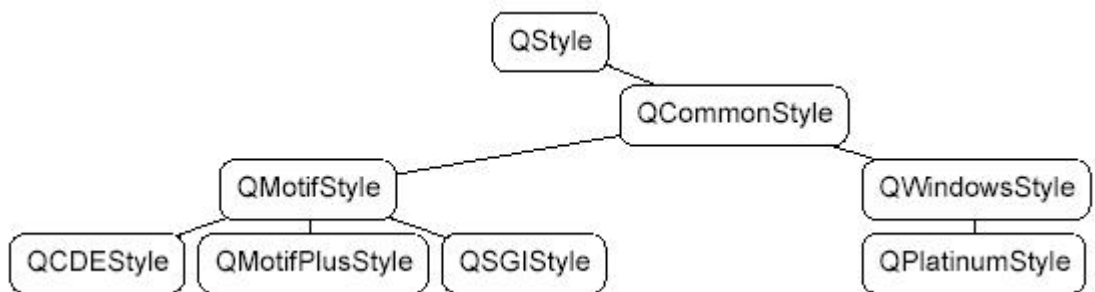 QStyle
QCommonStyle
QMotifStyle
QWindowsStyle
QCDEStyle
QMotifPlusStyle
QSGIStyle
QPlatinumStyle